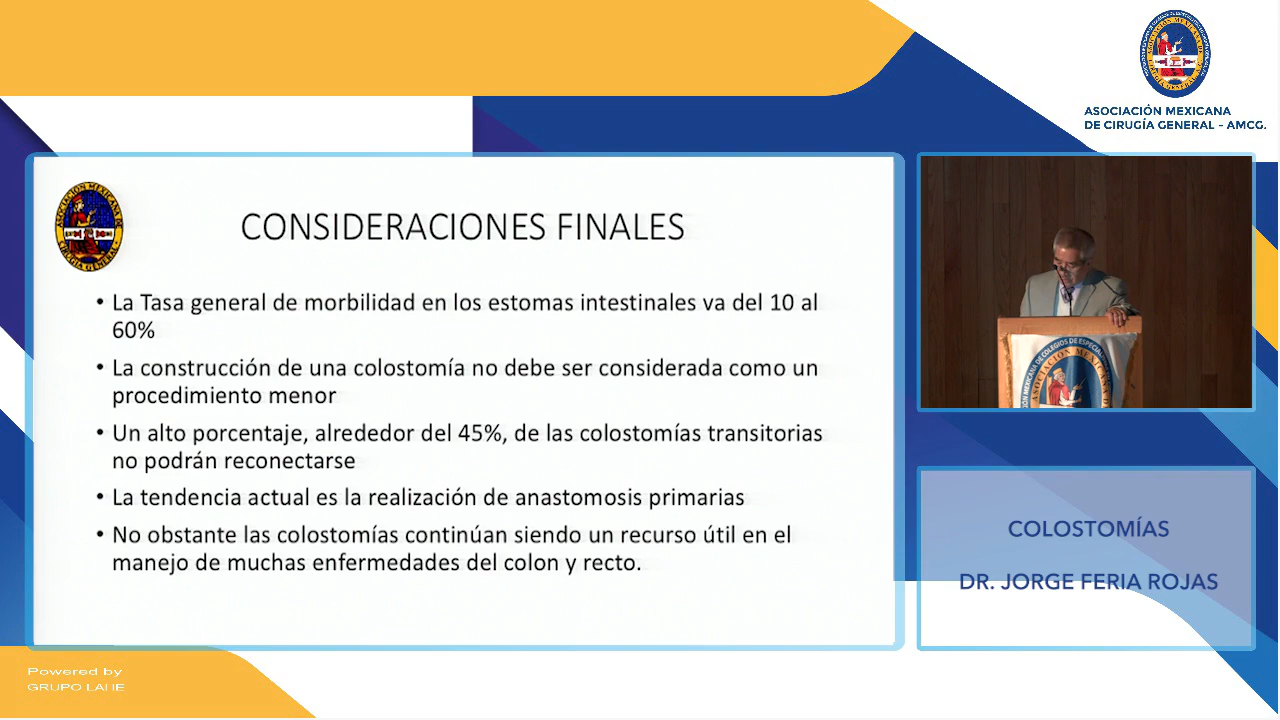 ASOCIACIÓN MEXICANA
DE CIRUGÍA GENERAL - AMCG.
CONSIDERACIONES FINALES
• La Tasa general de morbilidad en los estomas intestinales va del 10 al
60%
• La construcción de una colostomía no debe ser considerada como un
procedimiento menor
• Un alto porcentaje, alrededor del 45%, de las colostomías transitorias
no podrán reconectarse
• La tendencia actual es la realización de anastomosis primarias
• No obstante las colostomías continúan siendo un recurso útil en el
manejo de muchas enfermedades del colon y recto.
COLOSTOMÍAS
DR. JORGE FERIA ROJAS
Powered by
GRUPO LAHE